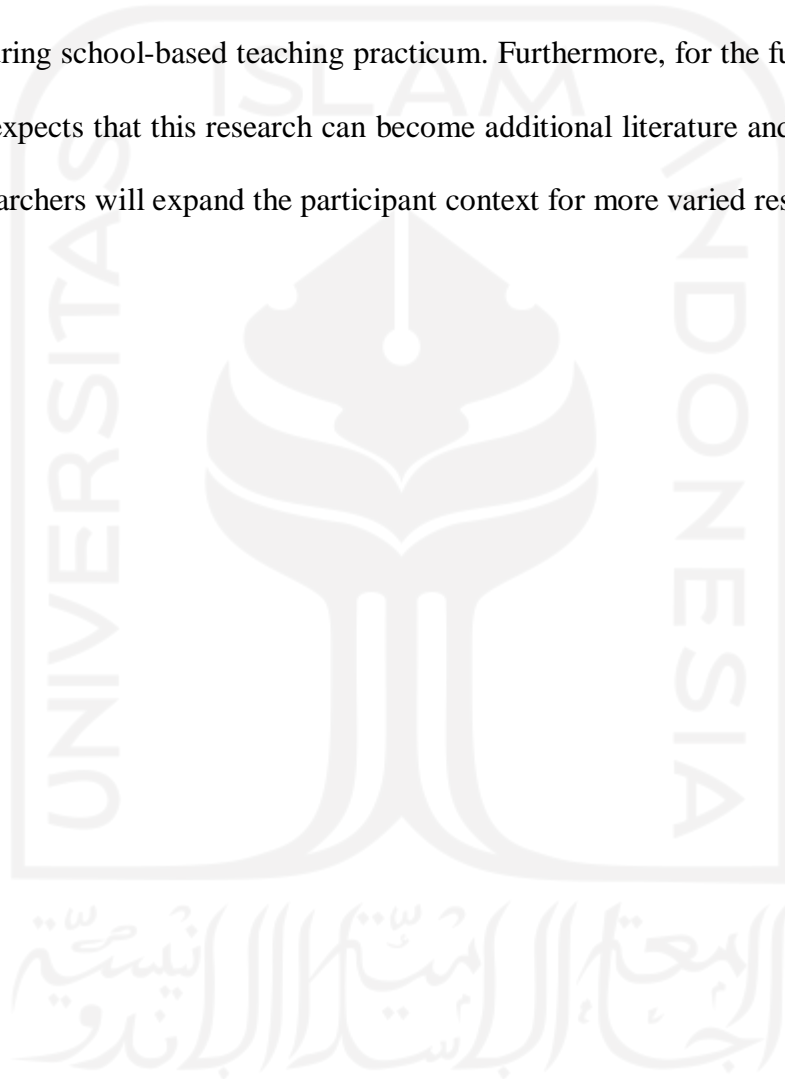 uring school-based teaching practicum. Furthermore, for the fu
expects that this research can become additional literature and
archers will expand the participant context for more varied res
ISLAM
UNIVERSITAS
INDONESIA